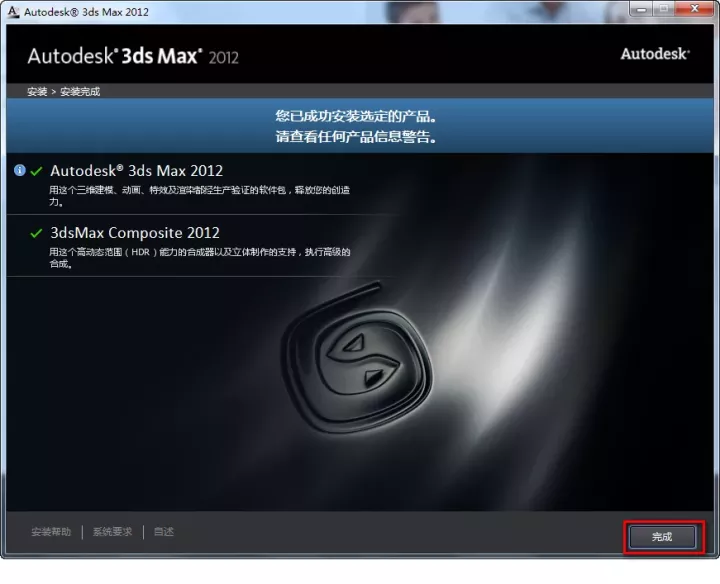 Autodesk® 3ds Max 2012
Autodesk® 3ds Max® 2012
Autodesk®
安装 > 安装完成
您已成功安装选定的产品。
请查看任何产品信息警告。
Autodesk® 3ds Max 2012
用这个三维建模、动画、特效及渲染都经生产验证的软件包，释放您的创造
力。
3dsMax Composite 2012
用这个高动态范围（HDR）能力的合成器以及立体制作的支持，执行高级的
合成。
安装帮助
系统要求
自述
完成